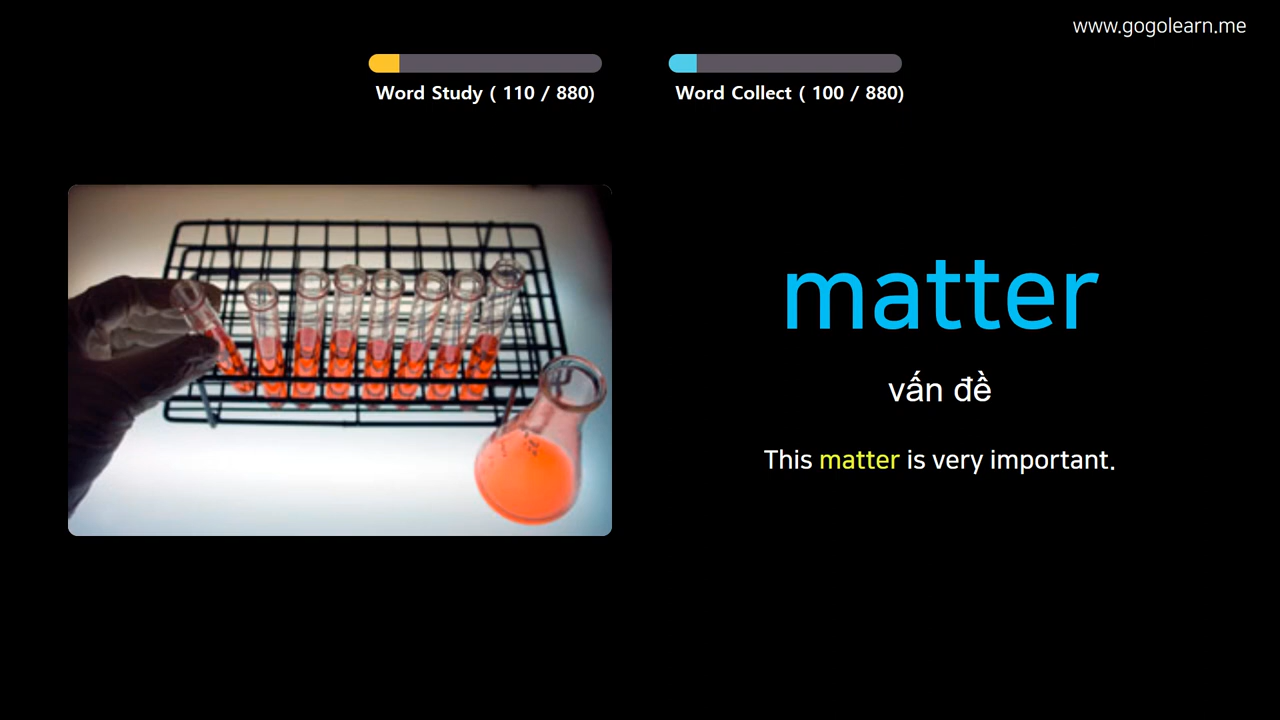 www.gogolearn.me
Word Study ( 110 / 880)
Word Collect ( 100 / 880)
matter
vấn đề
This matter is very important.